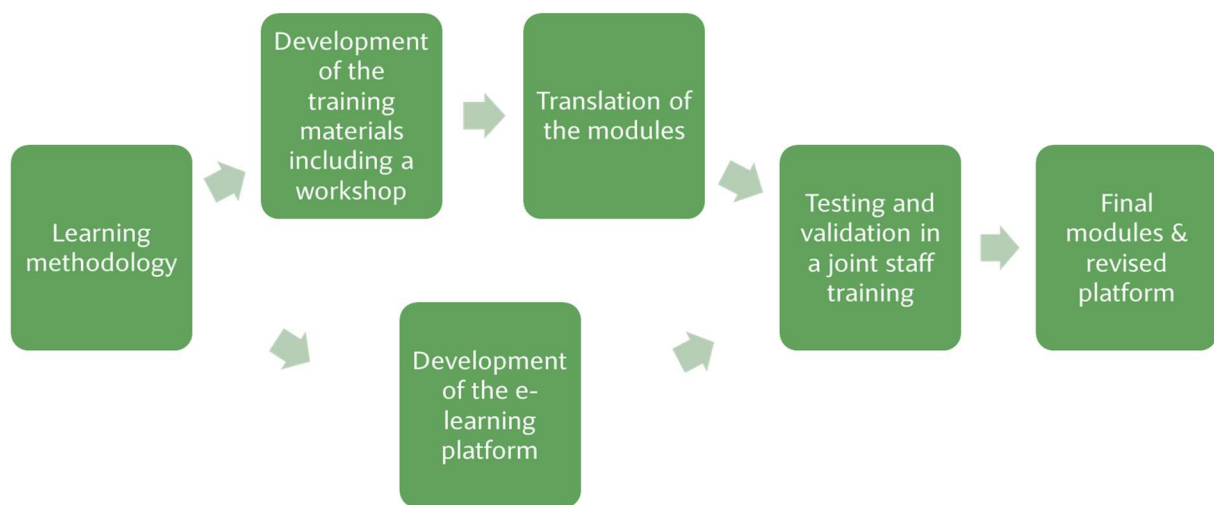 Learning
methodology
Development
of the
training
materials
including a
workshop
Translation of
the modules
Development
of the e-
learning
platform
Testing and
validation in
a joint staff
training
Final
modules &
revised
platform